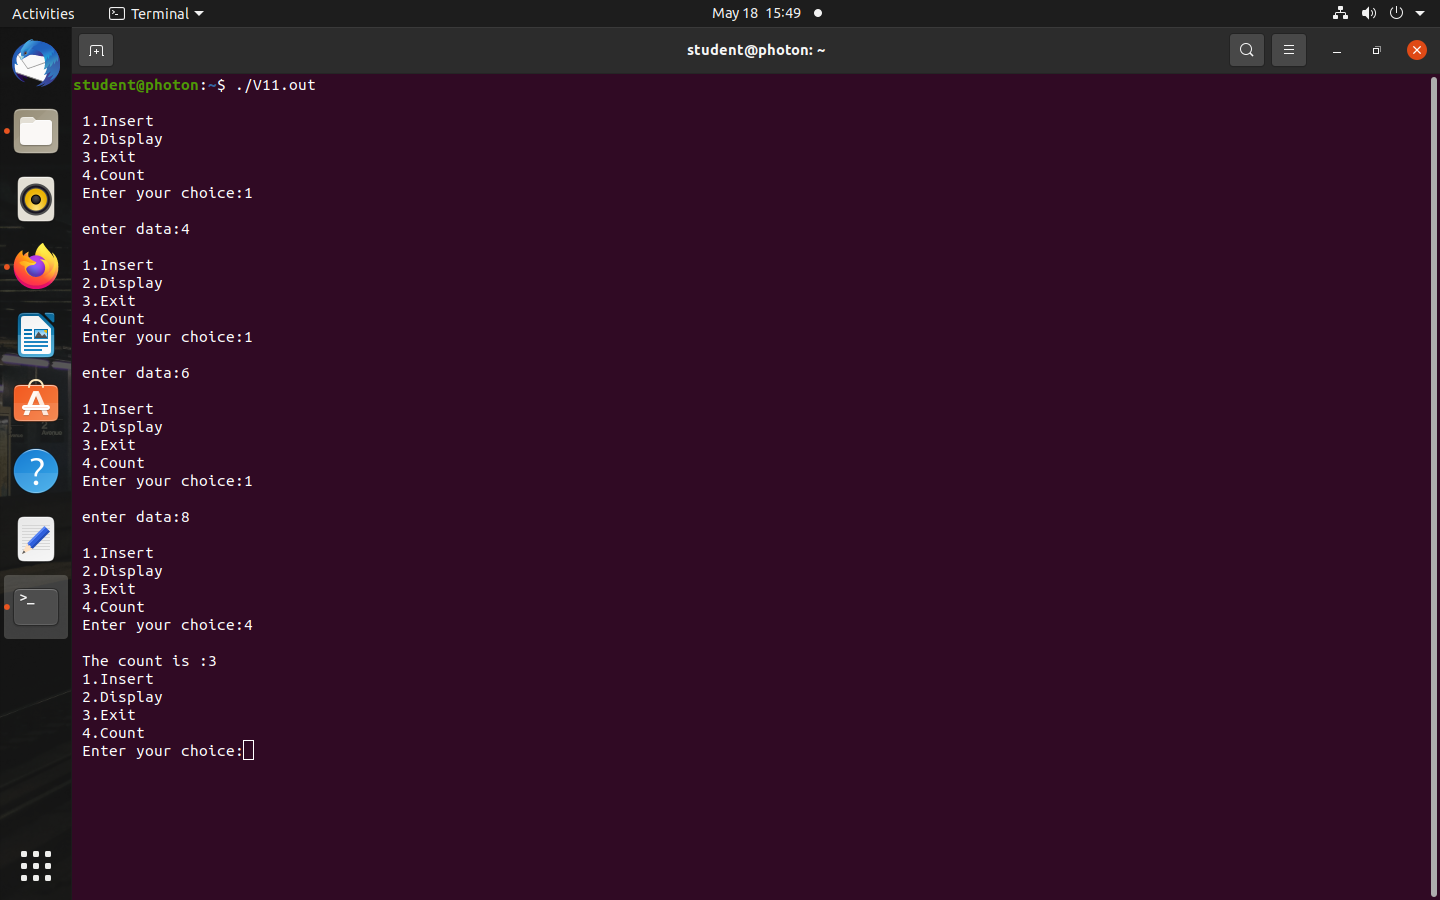 Activities
Terminal
May 18 15:49
student@photon: ~
student@photon:~$ ./V11.out
1.Insert
2.Display
3.Exit
4.Count
Enter your choice:1
enter data:4
1.Insert
2.Display
3.Exit
4.Count
Enter your choice:1
enter data:6
1.Insert
2.Display
3.Exit
4.Count
Enter your choice:1
enter data:8
1.Insert
2.Display
3.Exit
4.Count
Enter your choice:4
The count is :3
1.Insert
2.Display
3.Exit
4.Count
Enter your choice: